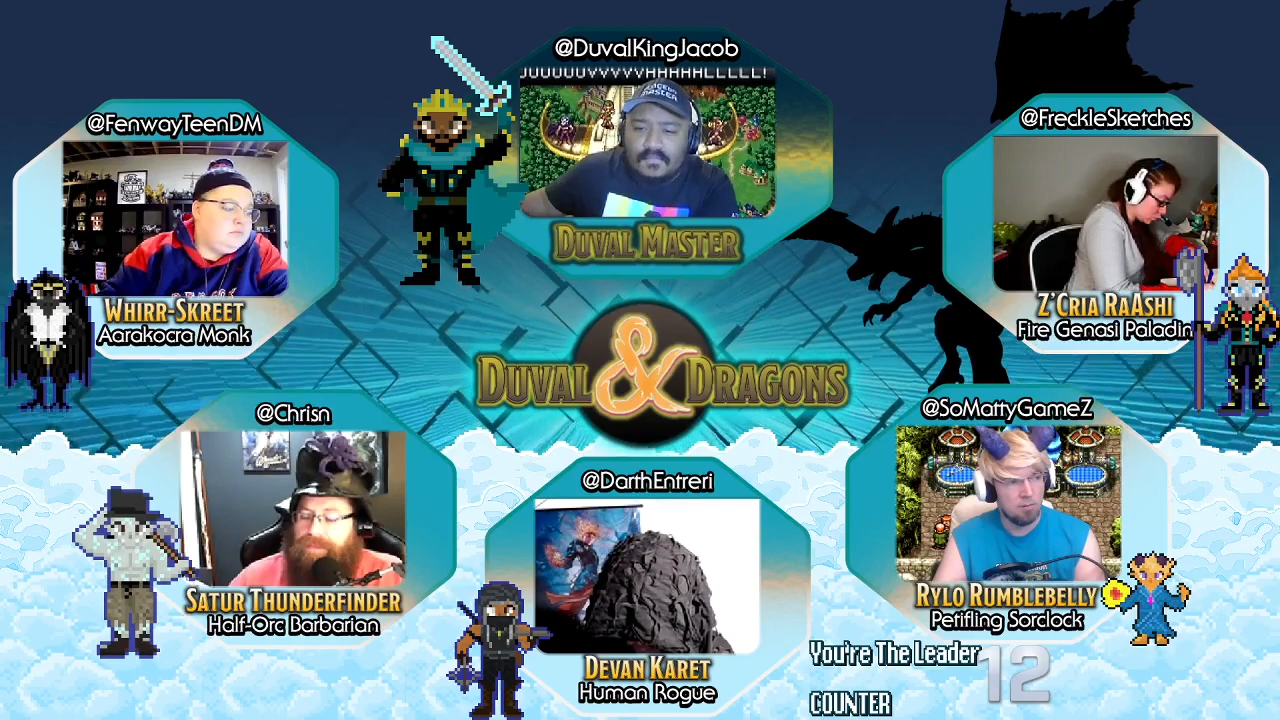 @DuvalKingJacob
@FenwayTeenDM
@FreckleSketches
DUVAL MASTER
WHIRR-SKREET
Aarakocra Monk
Z'CRIA RAASHI
Fire Genasi Paladin
DUVAL & DRAGONS
@Chrisn
@SoMattyGameZ
@DarthEntreri
SATUR THUNDERFINDER
Half-Orc Barbarian
RYLO RUMBLEBELLY
Petifling Sorclock
DEVAN KARET
Human Rogue
You're The Leader
COUNTER
12